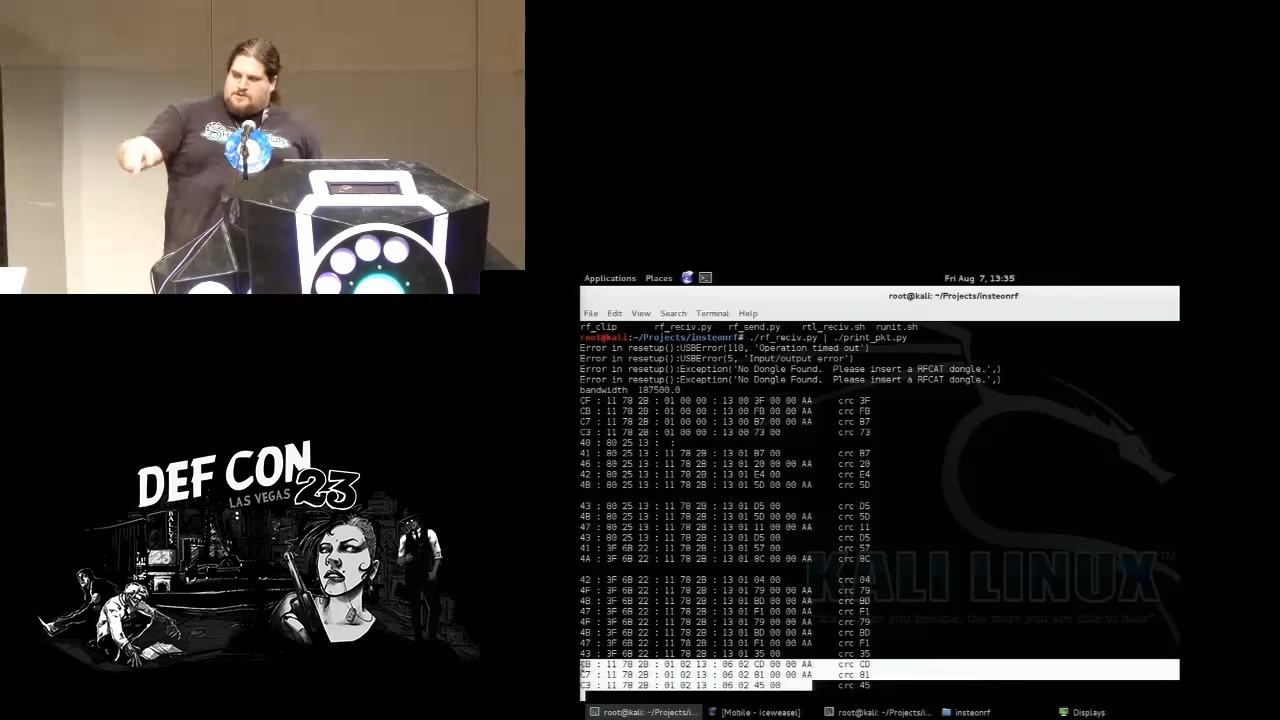 Applications Places Fri Aug 7, 13:35
root@kali: ~/Projects/insteonrf
File Edit View Search Terminal Help
rf_clip rf_reciv.py rf_send.py rtl_reciv.sh runit.sh
root@kali:~/Projects/insteonrf# ./rf_reciv.py | ./print_pkt.py
Error in resetup():USBError(110, 'Operation timed out')
Error in resetup():USBError(5, 'Input/output error')
Error in resetup():Exception('No Dongle Found. Please insert a RFCAT dongle.',)
Error in resetup():Exception('No Dongle Found. Please insert a RFCAT dongle.',)
bandwidth 187500.0
CF : 11 78 2B : 01 00 00 : 13 00 3F 00 00 AA crc 3F
CB : 11 78 2B : 01 00 00 : 13 00 FB 00 00 AA crc FB
C7 : 11 78 2B : 01 00 00 : 13 00 B7 00 00 AA crc B7
C3 : 11 78 2B : 01 00 00 : 13 00 73 00 crc 73
40 : 80 25 13 : :
41 : 80 25 13 : 11 78 2B : 13 01 B7 00 crc B7
46 : 80 25 13 : 11 78 2B : 13 01 20 00 00 AA crc 20
42 : 80 25 13 : 11 78 2B : 13 01 E4 00 crc E4
4B : 80 25 13 : 11 78 2B : 13 01 5D 00 00 AA crc 5D
43 : 80 25 13 : 11 78 2B : 13 01 D5 00 crc D5
4B : 80 25 13 : 11 78 2B : 13 01 5D 00 00 AA crc 5D
47 : 80 25 13 : 11 78 2B : 13 01 11 00 00 AA crc 11
43 : 80 25 13 : 11 78 2B : 13 01 D5 00 crc D5
41 : 3F 6B 22 : 11 78 2B : 13 01 57 00 crc 57
4A : 3F 6B 22 : 11 78 2B : 13 01 8C 00 00 AA crc 8C
42 : 3F 6B 22 : 11 78 2B : 13 01 04 00 crc 04
4F : 3F 6B 22 : 11 78 2B : 13 01 79 00 00 AA crc 79
4B : 3F 6B 22 : 11 78 2B : 13 01 BD 00 00 AA crc BD
47 : 3F 6B 22 : 11 78 2B : 13 01 F1 00 00 AA crc F1
4F : 3F 6B 22 : 11 78 2B : 13 01 79 00 00 AA crc 79
4B : 3F 6B 22 : 11 78 2B : 13 01 BD 00 00 AA crc BD
47 : 3F 6B 22 : 11 78 2B : 13 01 F1 00 00 AA crc F1
43 : 3F 6B 22 : 11 78 2B : 13 01 35 00 crc 35
CB : 11 78 2B : 01 02 13 : 06 02 CD 00 00 AA crc CD
C7 : 11 78 2B : 01 02 13 : 06 02 81 00 00 AA crc 81
C3 : 11 78 2B : 01 02 13 : 06 02 45 00 crc 45
KALI LINUX
you become, the more you are able to hear"
root@kali: ~/Projects/i... [Mobile - Iceweasel] root@kali: ~/Projects/i... insteonrf Displays
DEF CON
LAS VEGAS 23
BALLYS